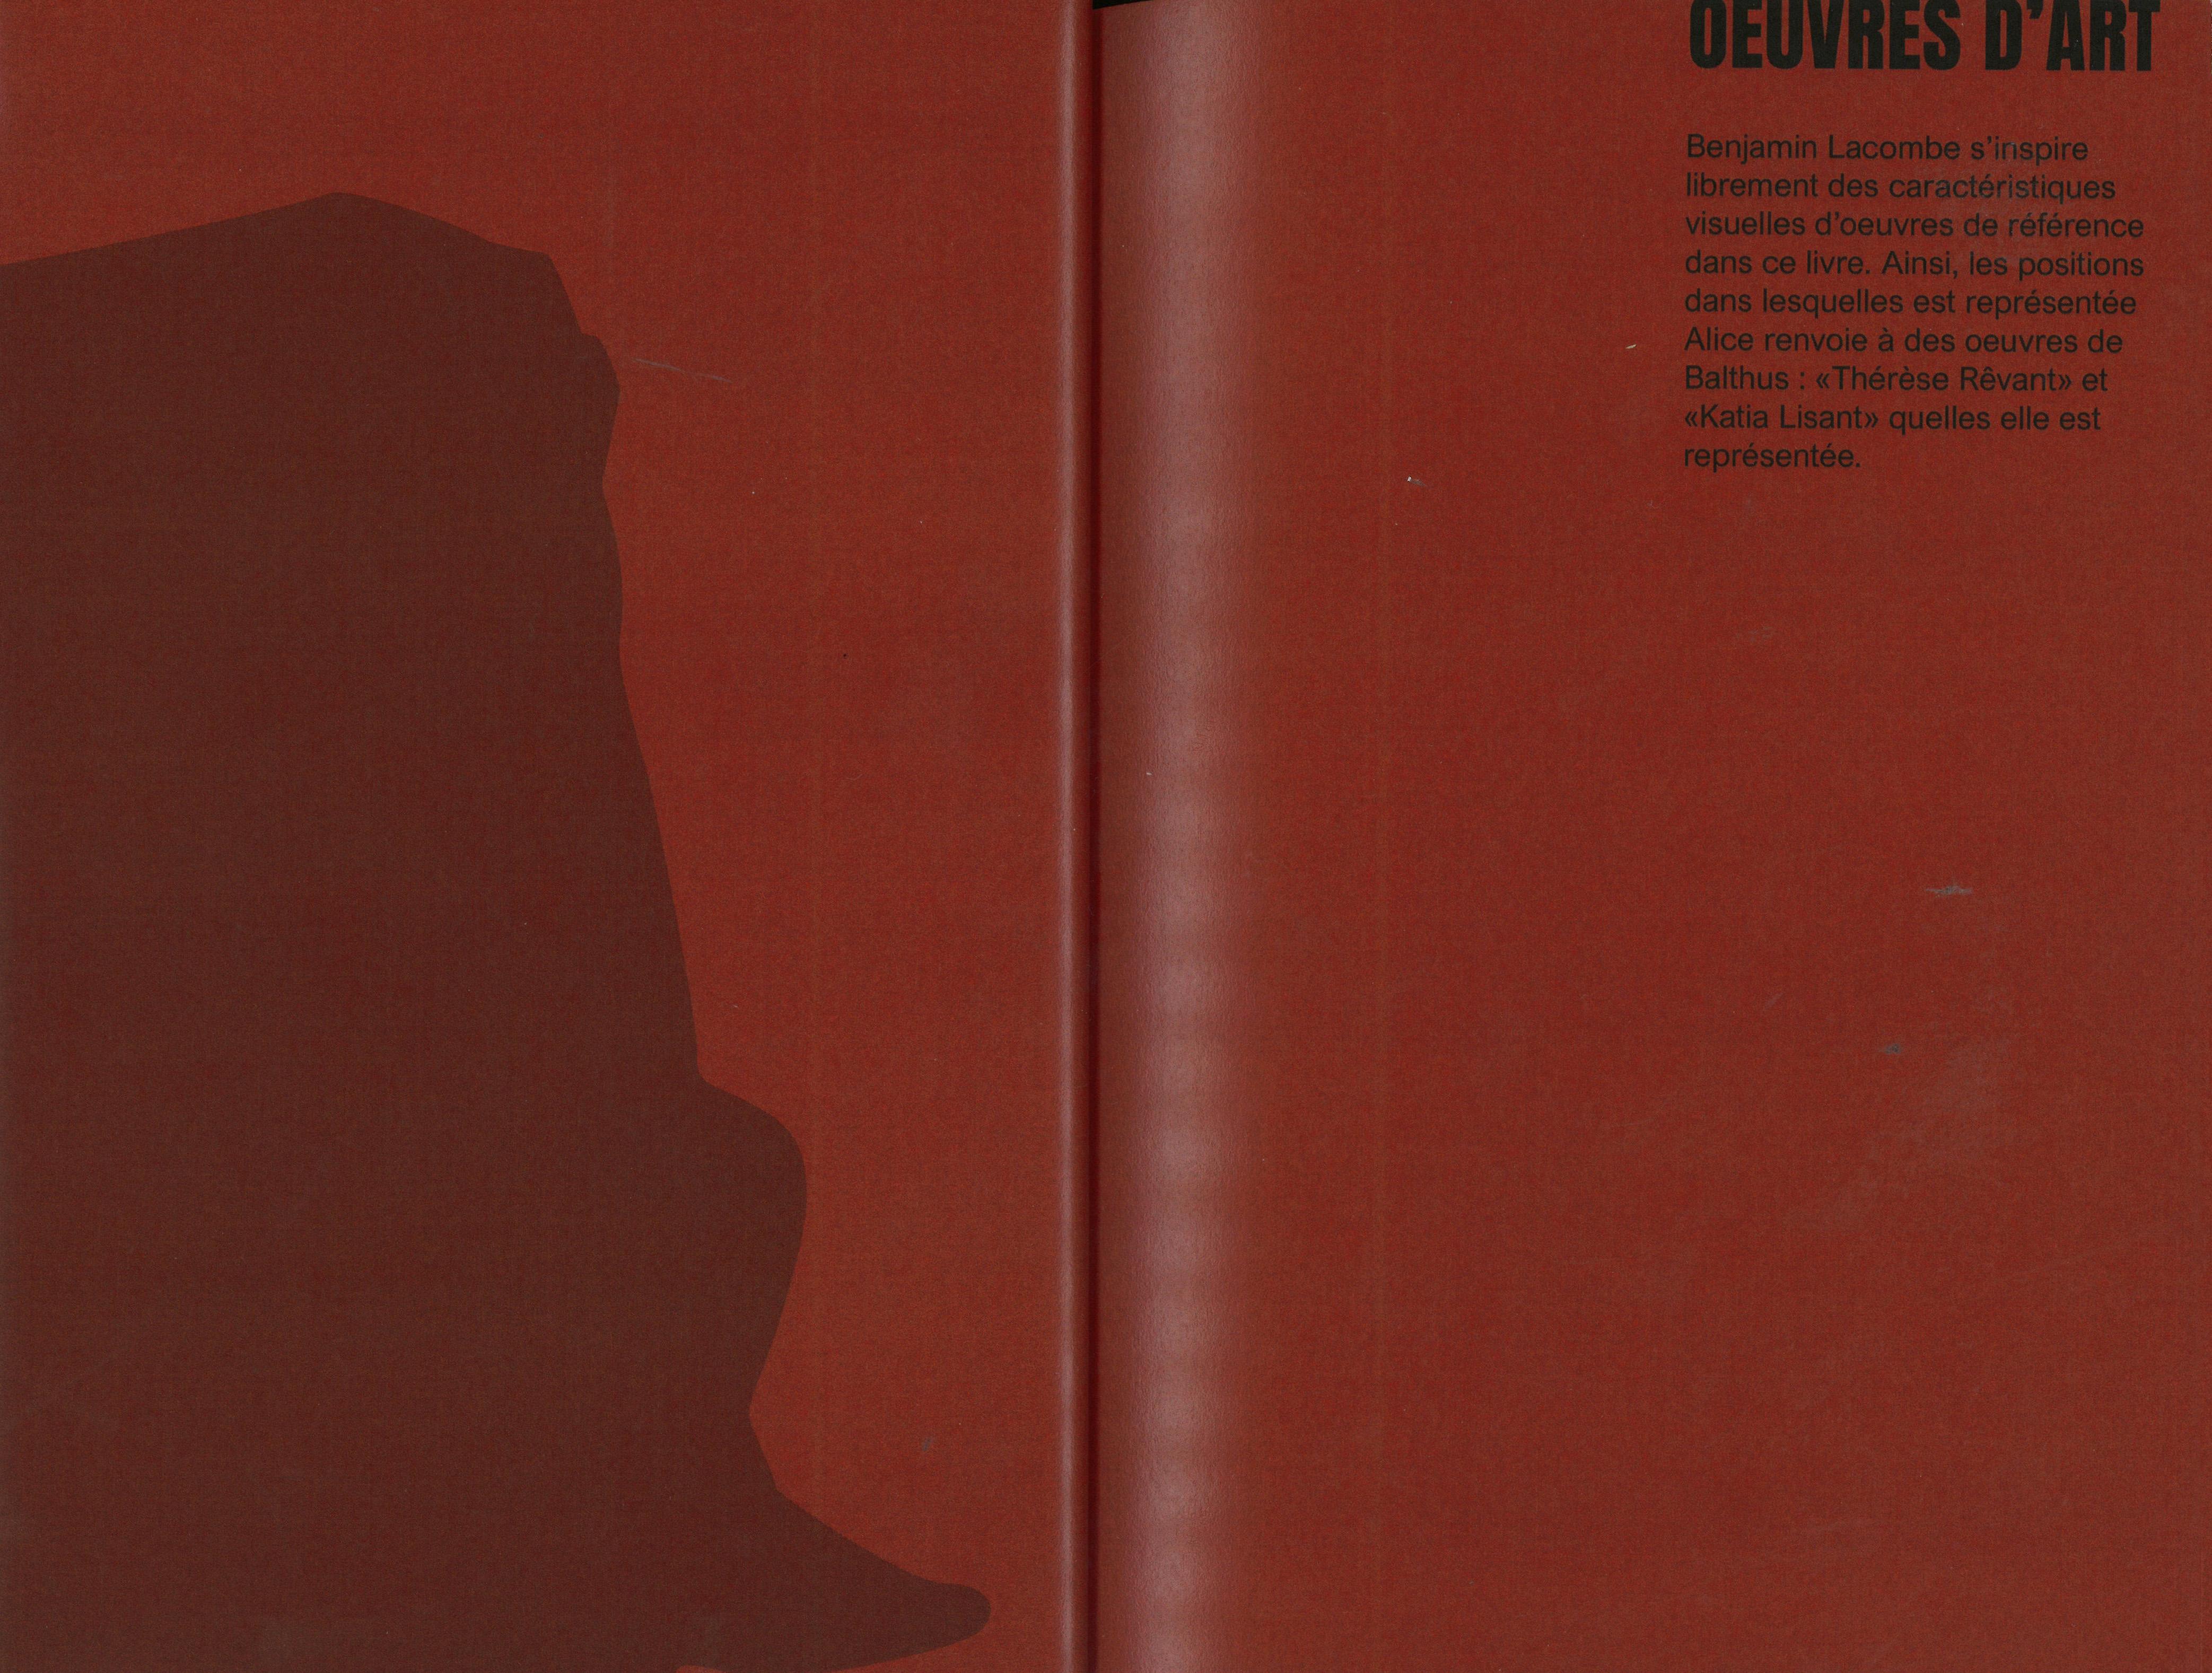 OEUVRES D'ART
Benjamin Lacombe s'inspire
librement des caractéristiques
visuelles d'oeuvres de référence
dans ce livre. Ainsi, les positions
dans lesquelles est représentée
Alice renvoie à des oeuvres de
Balthus : «Thérèse Rêvant» et
«Katia Lisant» quelles elle est
représentée.